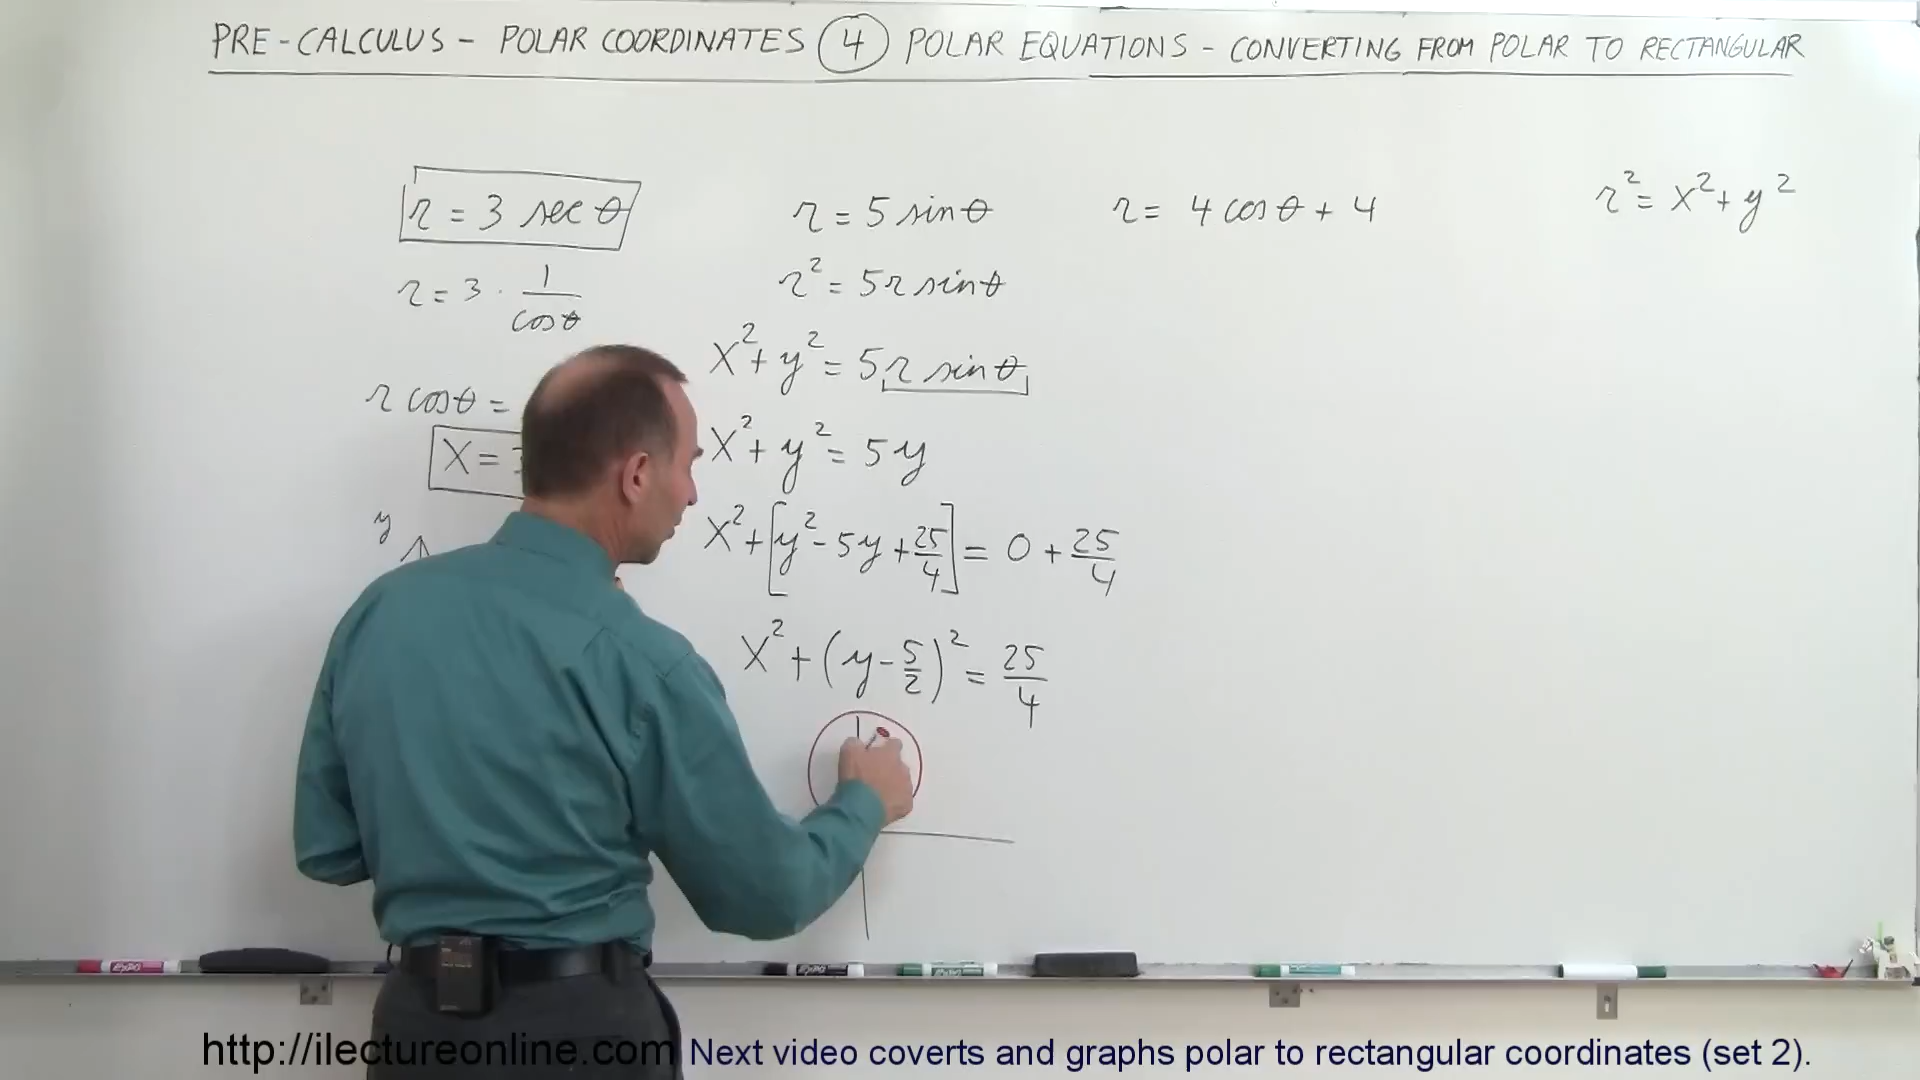 PRE-CALCULUS - POLAR COORDINATES 4 POLAR EQUATIONS - CONVERTING FROM POLAR TO RECTANGULAR
r = 3 sec θ
r = 3 · 1/cos θ
r cos θ =
X =
y
r = 5 sin θ
r² = 5r sin θ
X² + y² = 5r sin θ
X² + y² = 5y
X² + [y² - 5y + 25/4] = 0 + 25/4
X² + (y - 5/2)² = 25/4
r = 4 cos θ + 4
r² = X² + y²
EXPO
EXPO
EXPO
http://ilectureonline.com Next video coverts and graphs polar to rectangular coordinates (set 2).